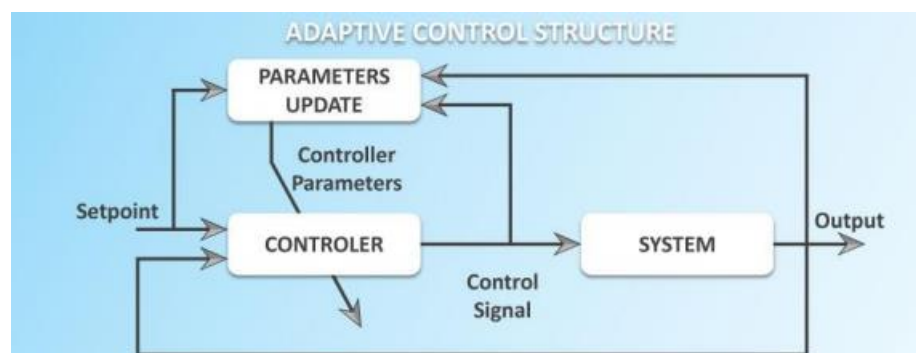 ADAPTIVE CONTROL STRUCTURE
PARAMETERS
UPDATE
Controller
Parameters
Setpoint
CONTROLER
SYSTEM
Output
Control
Signal